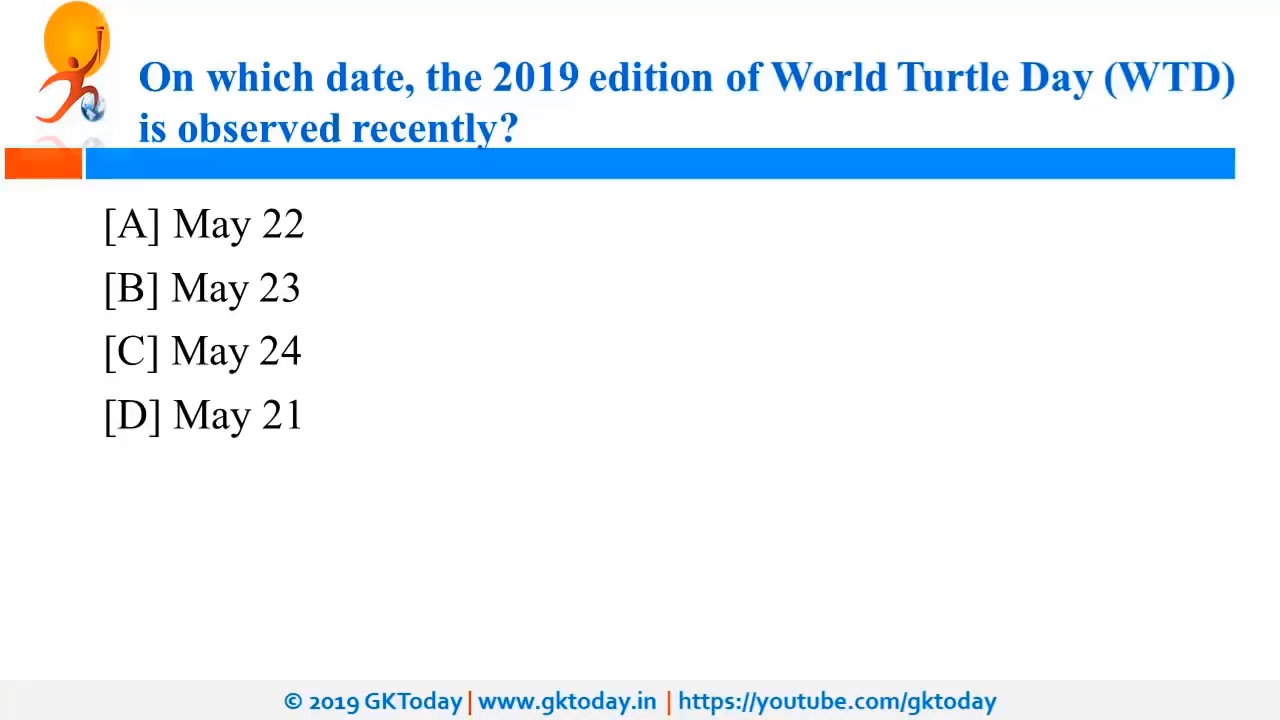 On which date, the 2019 edition of World Turtle Day (WTD)
is observed recently?
[A] May 22
[B] May 23
[C] May 24
[D] May 21
© 2019 GKToday | www.gktoday.in | https://youtube.com/gktoday